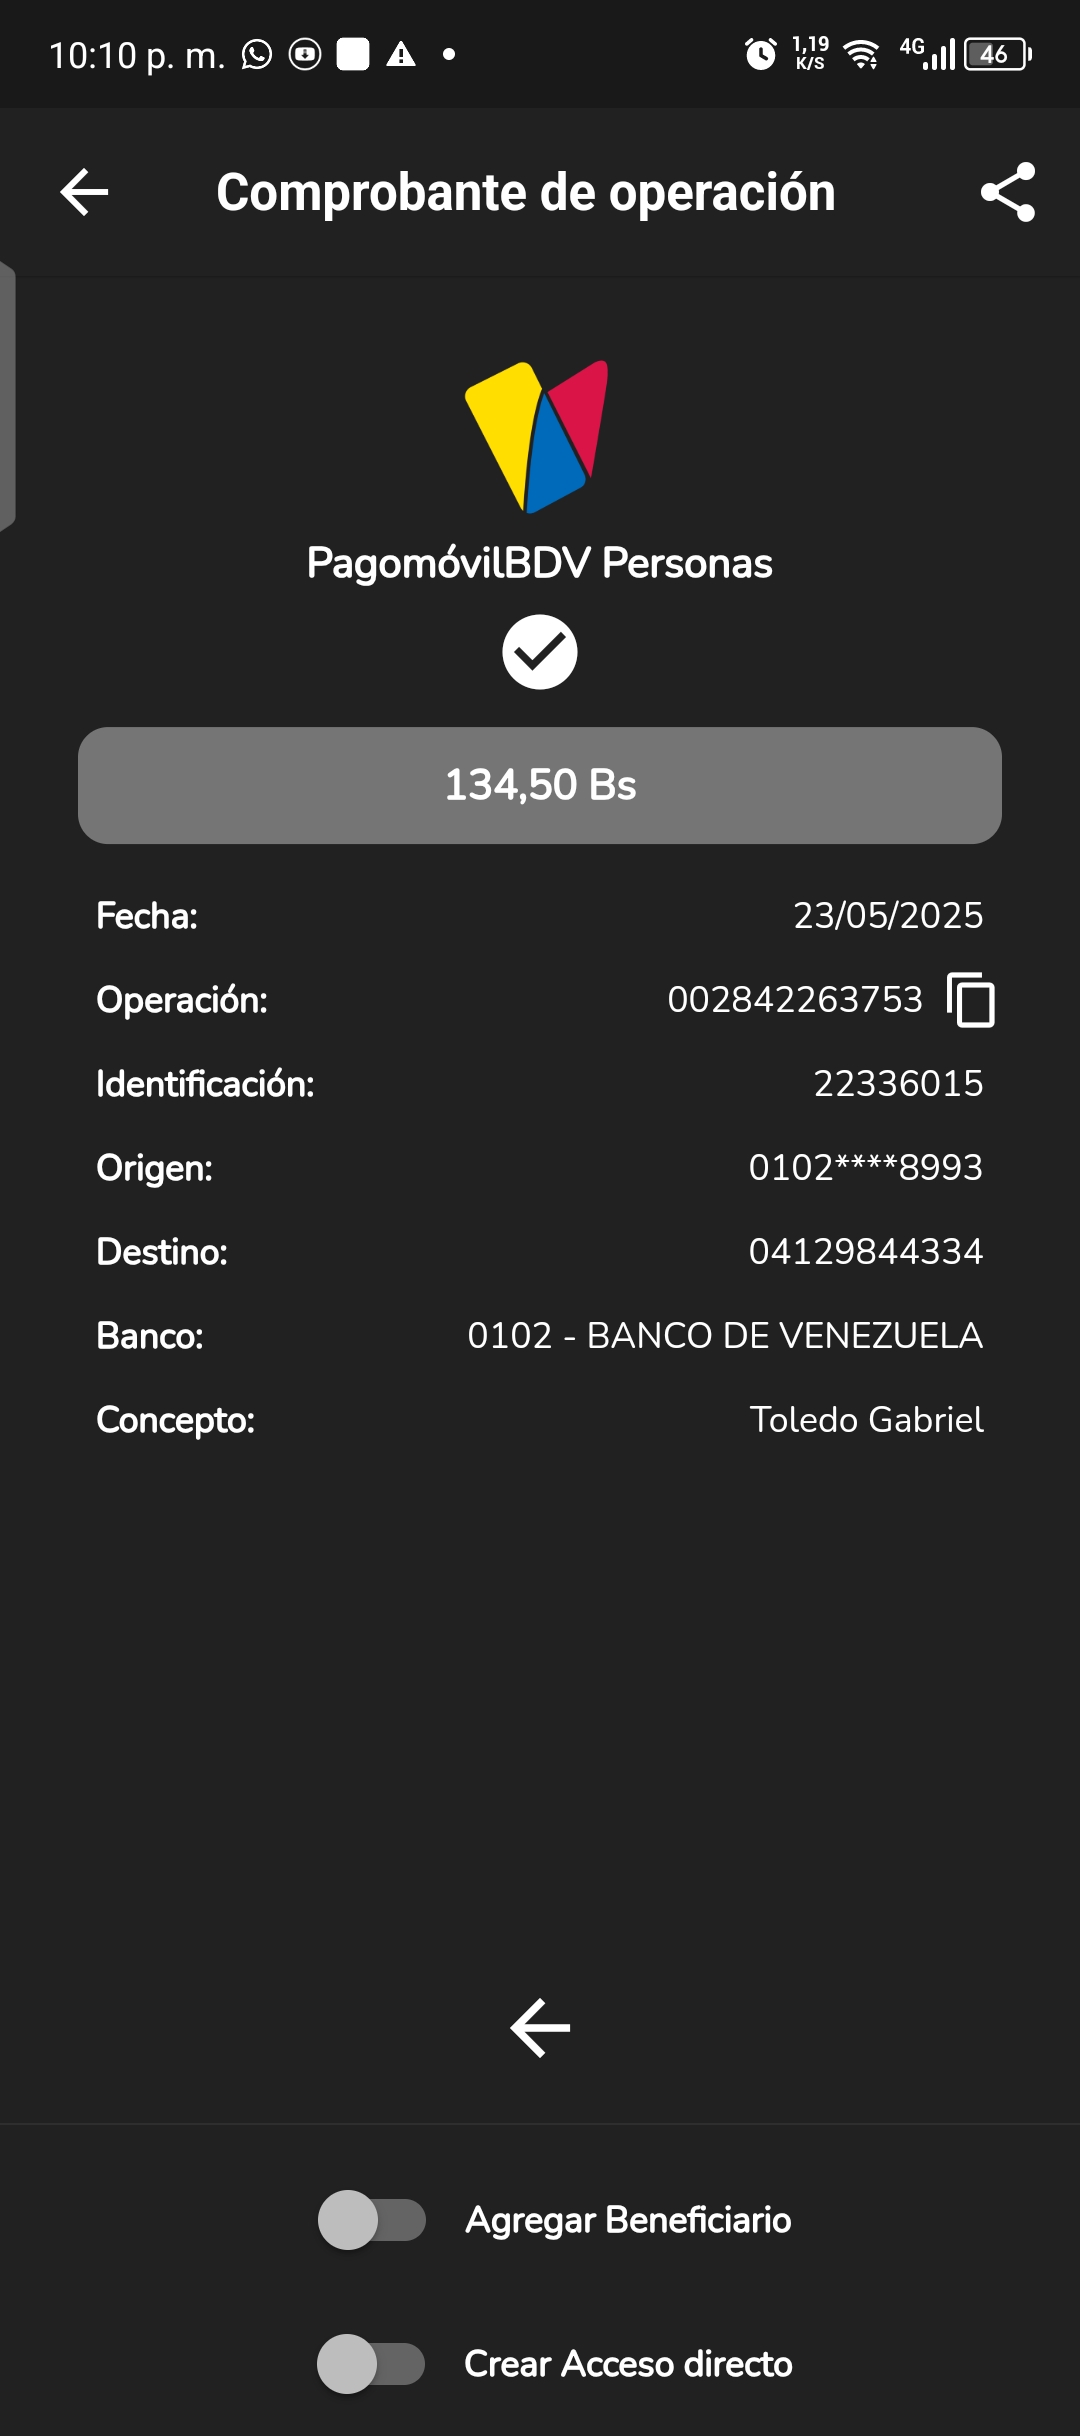 10:10 p. m.
1,19 K/S
4G
46
Comprobante de operación
PagomóvilBDV Personas
134,50 Bs
Fecha: 23/05/2025
Operación: 002842263753
Identificación: 22336015
Origen: 0102****8993
Destino: 04129844334
Banco: 0102 - BANCO DE VENEZUELA
Concepto: Toledo Gabriel
Agregar Beneficiario
Crear Acceso directo